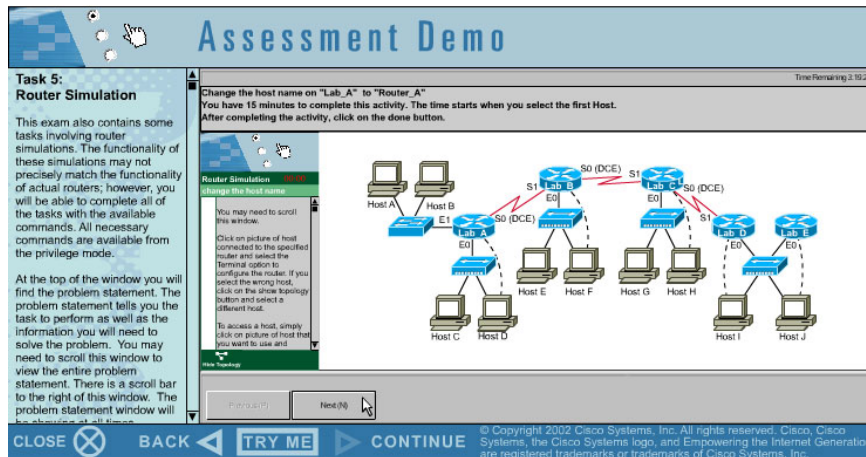 Assessment Demo
Task 5:
Router Simulation
This exam also contains some
tasks involving router
simulations. The functionality of
these simulations may not
precisely match the functionality
of actual routers; however, you
will be able to complete all of
the tasks with the available
commands. All necessary
commands are available from
the privilege mode.
At the top of the window you will
find the problem statement. The
problem statement tells you the
task to perform as well as the
information you will need to
solve the problem. You may
need to scroll this window to
view the entire problem
statement. There is a scroll bar
to the right of this window. The
problem statement window will
Time Remaining
Change the host name on "Lab_A" to "Router_A"
You have 15 minutes to complete this activity. The time starts when you select the first Host.
After completing the activity, click on the done button.
Router Simulation
change the host name
You may need to scroll
this window.
Click on picture of host
connected to the specified
router and select the
Terminal option to
configure the router. If you
select the wrong host,
click on the show topology
button and select a
different host.
To access a host, simply
click on picture of host that
you want to use and
Hide Topology
Host A
Host B
E1
Lab A
E0
S0 (DCE)
Host C
Host D
S1
Lab B
E0
S0 (DCE)
Host E
Host F
S1
Lab C
E0
S0 (DCE)
Host G
Host H
S1
Lab D
E0
Lab E
E0
Host I
Host J
Previous (P)
Next (N)
CLOSE
BACK
TRY ME
CONTINUE
© Copyright 2002 Cisco Systems, Inc. All rights reserved. Cisco, Cisco
Systems, the Cisco Systems logo, and Empowering the Internet Generation
are registered trademarks or trademarks of Cisco Systems, Inc.